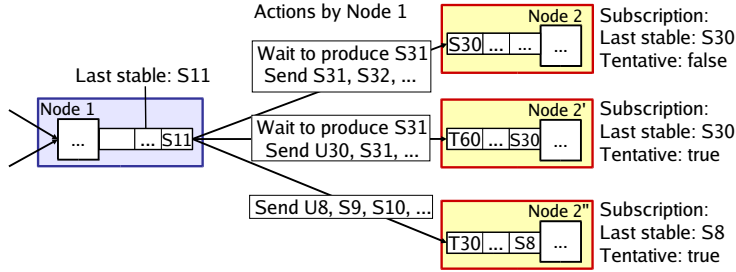 Actions by Node 1
Node 2
Subscription:
Last stable: S30
Tentative: false
S30 ... ... ...
Wait to produce S31
Send S31, S32, ...
Last stable: S11
Node 1
... ... S11
Wait to produce S31
Send U30, S31, ...
Node 2'
Subscription:
Last stable: S30
Tentative: true
T60 ... S30 ...
Send U8, S9, S10, ...
Node 2"
Subscription:
Last stable: S8
Tentative: true
T30 ... S8 ...